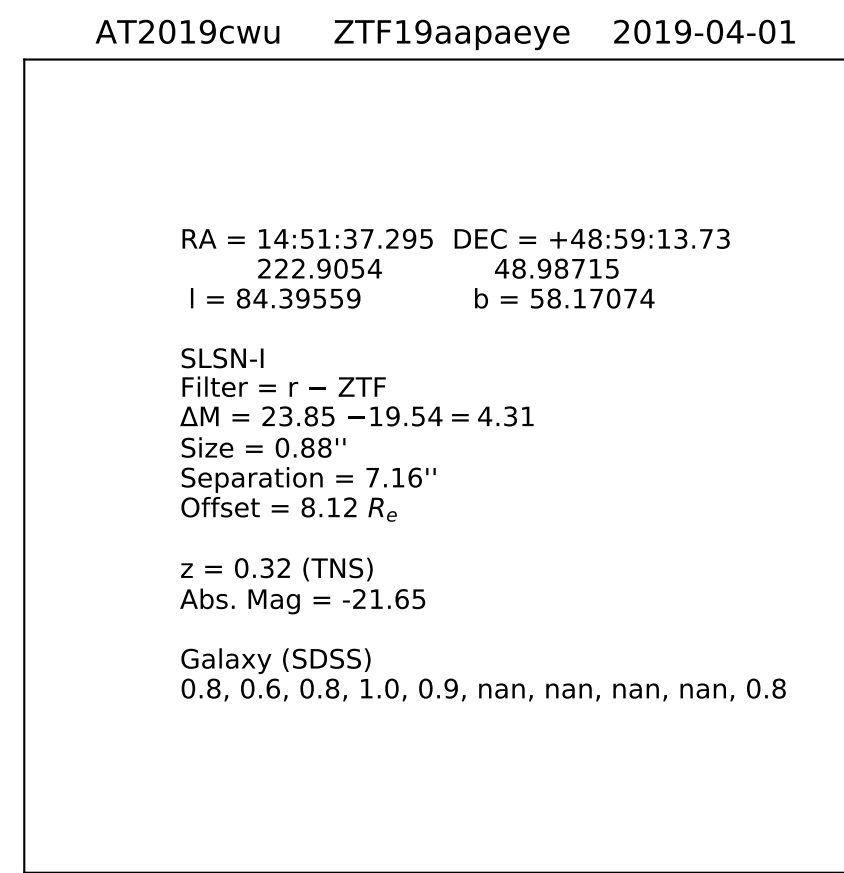 AT2019cwu ZTF19aapaeye 2019-04-01
RA = 14:51:37.295 DEC = +48:59:13.73
222.9054 48.98715
l = 84.39559 b = 58.17074
SLSN-I
Filter = r − ZTF
ΔM = 23.85 −19.54 = 4.31
Size = 0.88''
Separation = 7.16''
Offset = 8.12 Re
z = 0.32 (TNS)
Abs. Mag = -21.65
Galaxy (SDSS)
0.8, 0.6, 0.8, 1.0, 0.9, nan, nan, nan, nan, 0.8